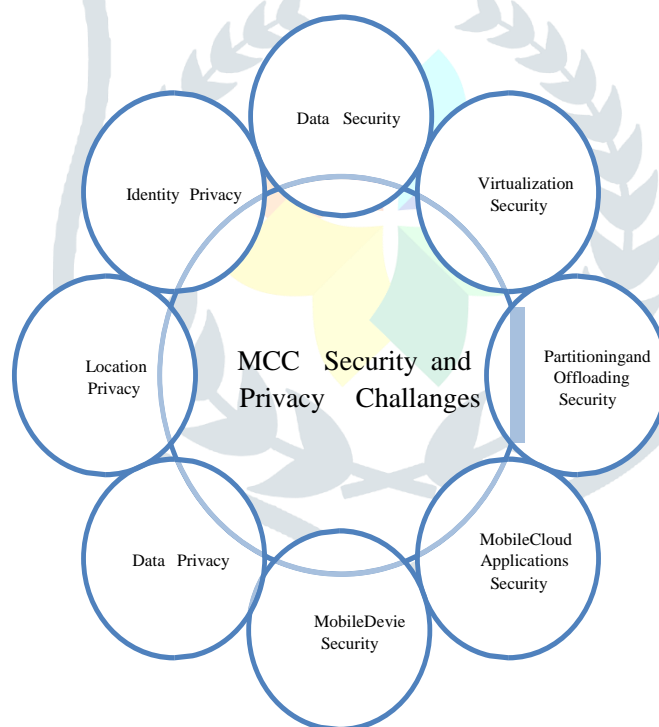 Data Security
Virtualization
Security
Partitioningand
Offloading
Security
MobileCloud
Applications
Security
MobileDevie
Security
Data Privacy
Location
Privacy
Identity Privacy
MCC Security and
Privacy Challanges